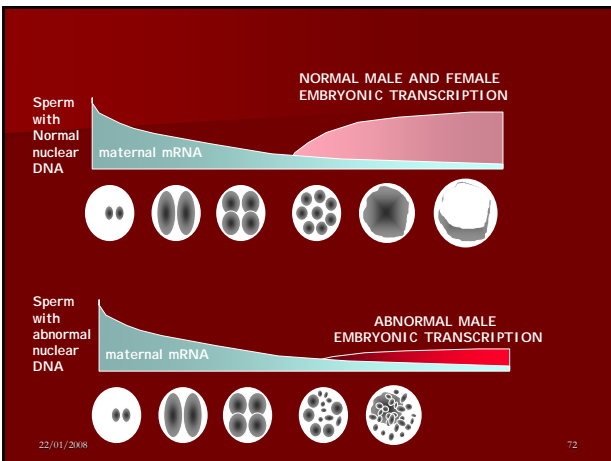 NORMAL MALE AND FEMALE
EMBRYONIC TRANSCRIPTION
Sperm
with
Normal
nuclear
DNA
maternal mRNA
Sperm
with
abnormal
nuclear
DNA
maternal mRNA
ABNORMAL MALE
EMBRYONIC TRANSCRIPTION
22/01/2008
72